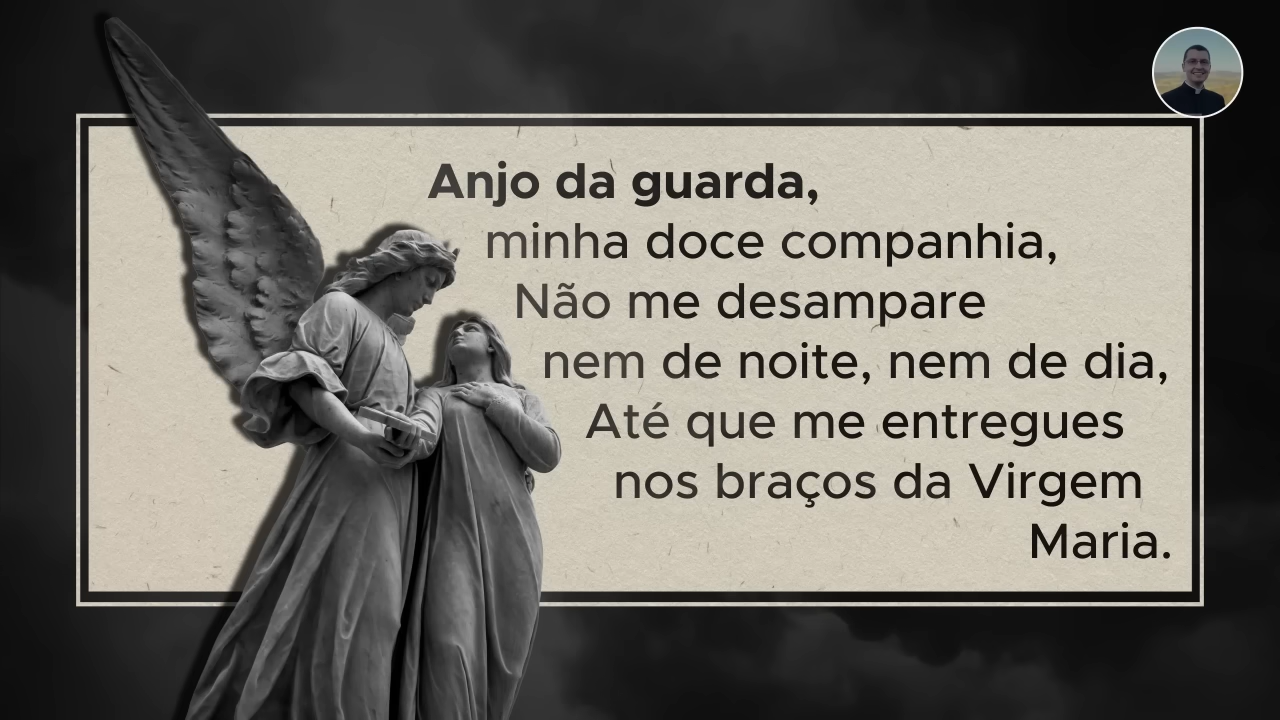 Anjo da guarda,
minha doce companhia,
Não me desampare
nem de noite, nem de dia,
Até que me entregues
nos braços da Virgem
Maria.